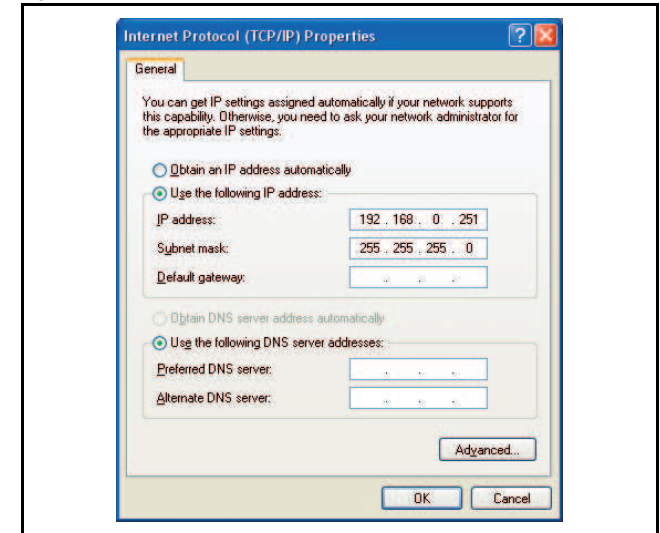 Internet Protocol (TCP/IP) Properties
General
You can get IP settings assigned automatically if your network supports
this capability. Otherwise, you need to ask your network administrator for
the appropriate IP settings.
Obtain an IP address automatically
Use the following IP address:
IP address: 192 . 168 . 0 . 251
Subnet mask: 255 . 255 . 255 . 0
Default gateway: . . .
Obtain DNS server address automatically
Use the following DNS server addresses:
Preferred DNS server: . . .
Alternate DNS server: . . .
Advanced...
OK Cancel